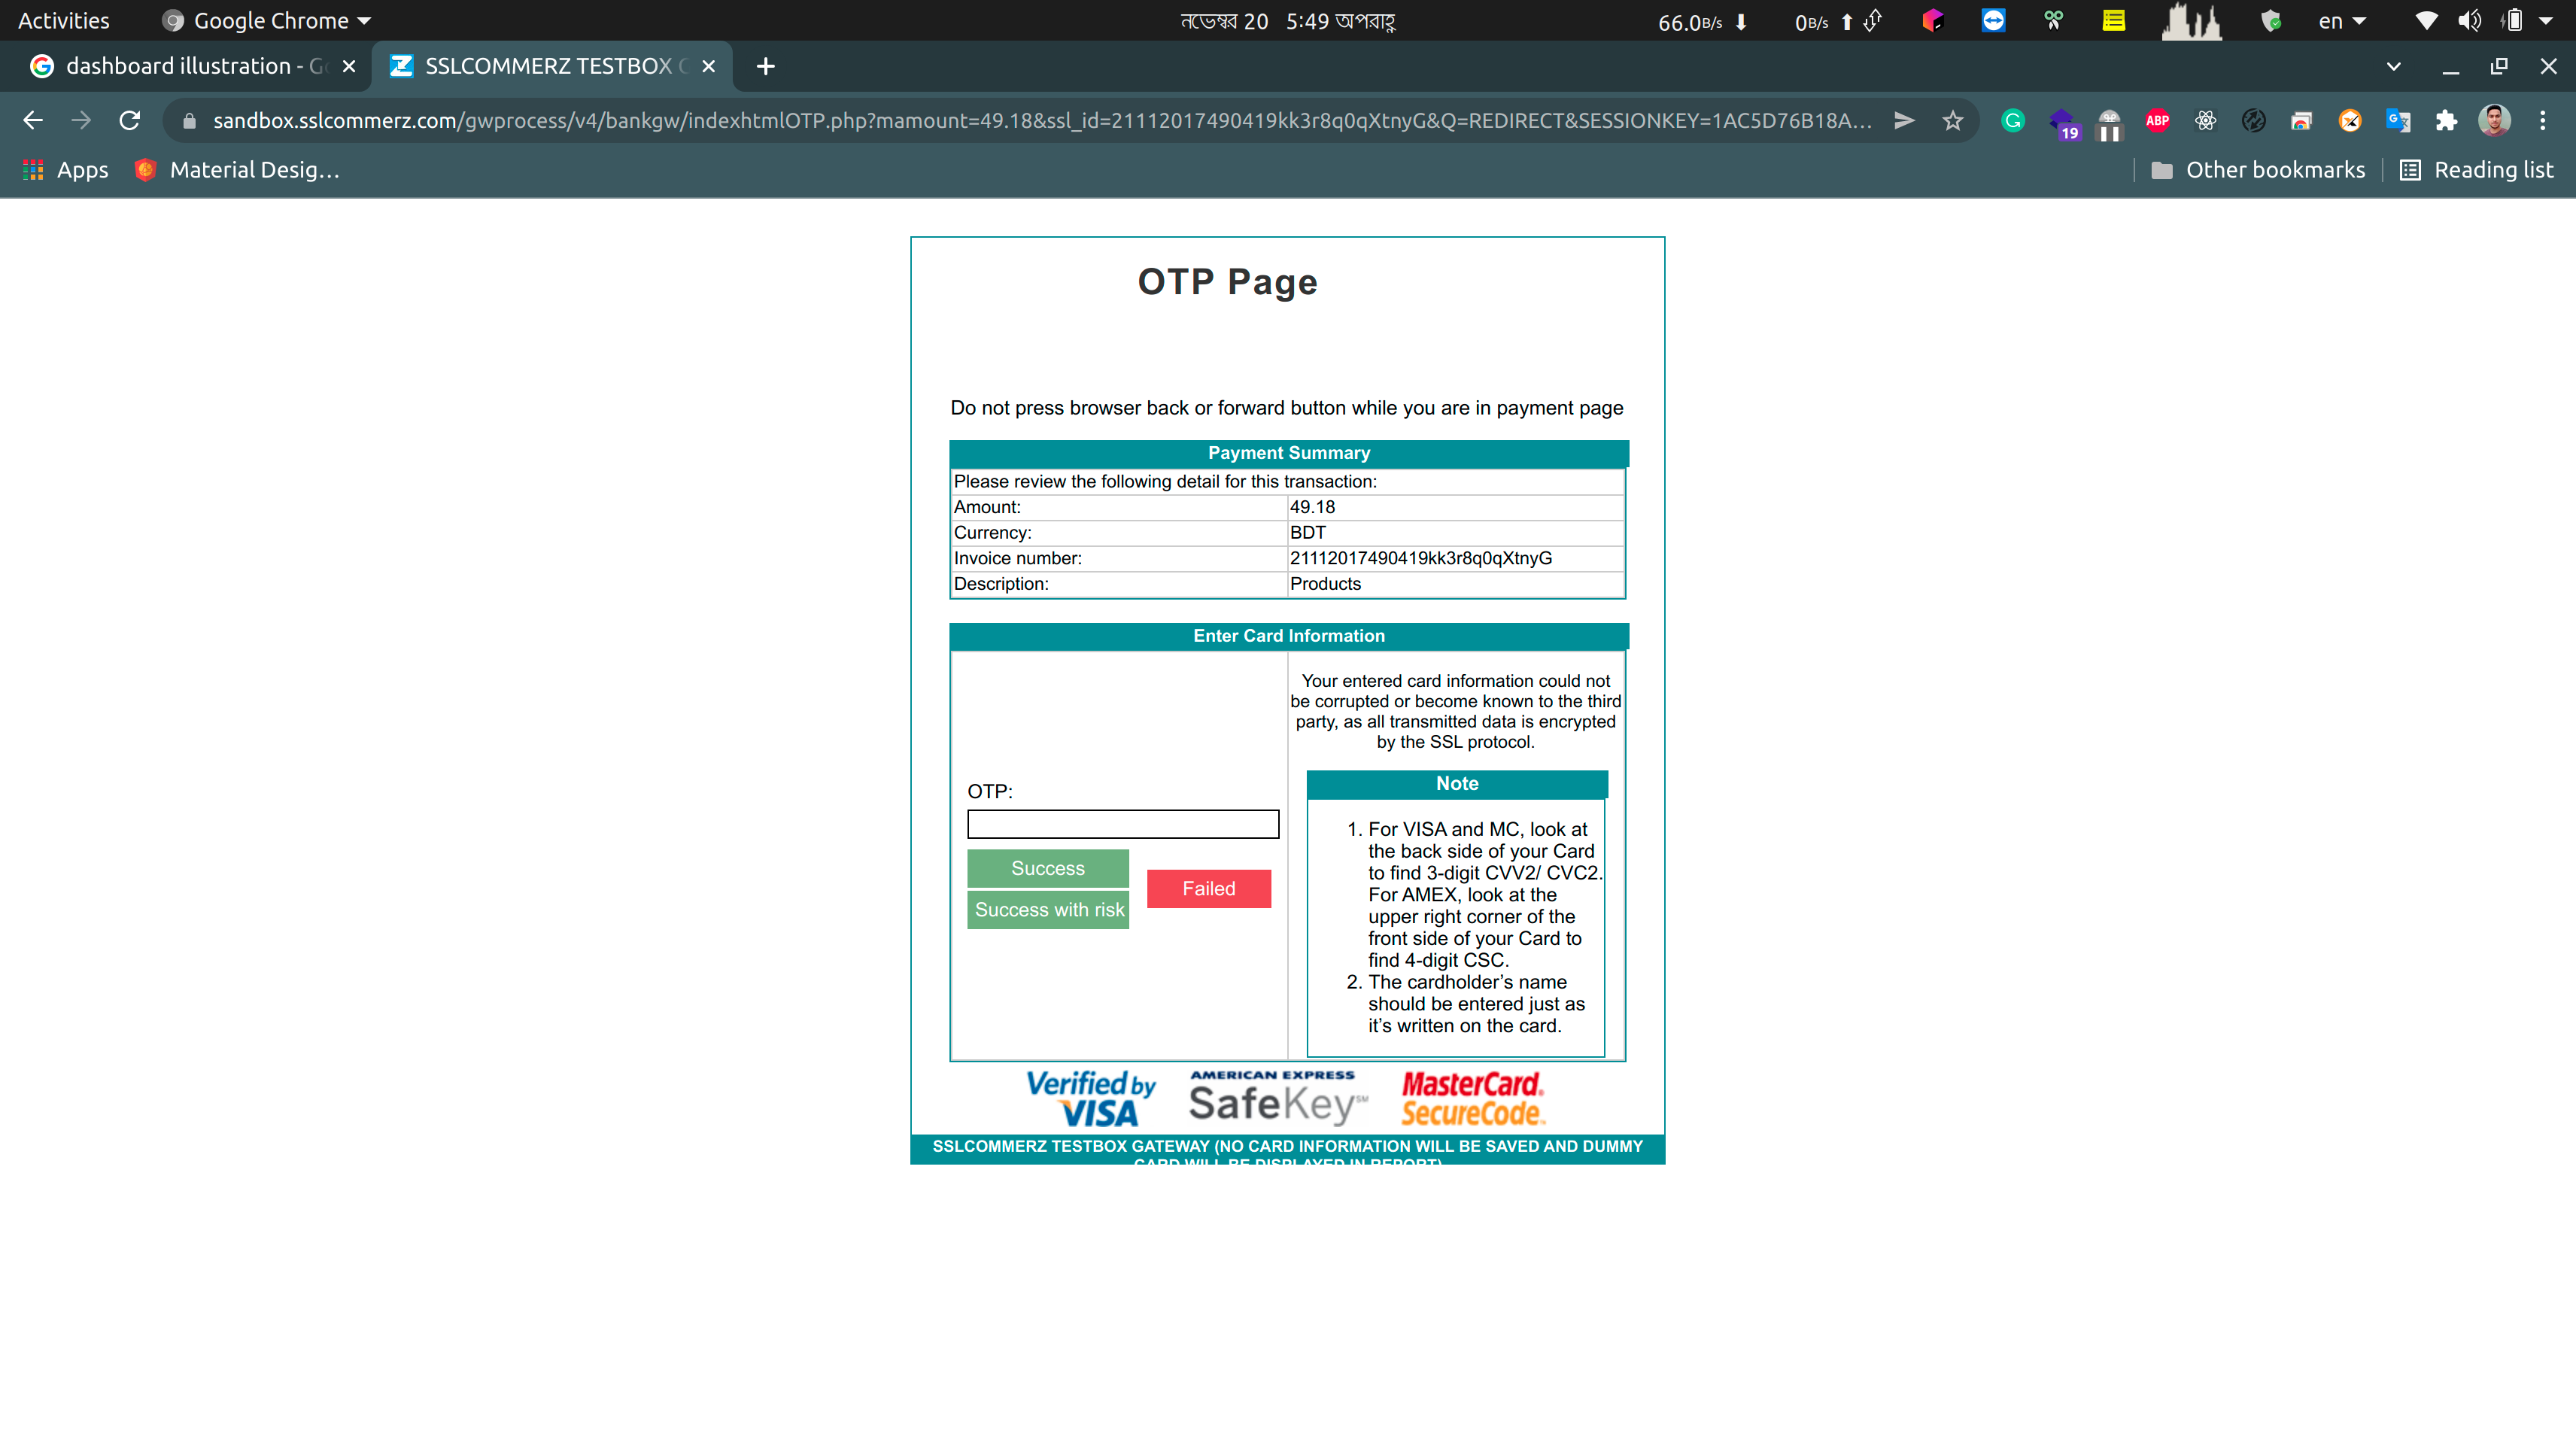 Activities
Google Chrome
নভেম্বর 20 5:49 অপরাহ্ণ
66.0B/s
0B/s
en
dashboard illustration - G
SSLCOMMERZ TESTBOX
sandbox.sslcommerz.com/gwprocess/v4/bankgw/indexhtmlOTP.php?mamount=49.18&ssl_id=21112017490419kk3r8q0qXtnyG&Q=REDIRECT&SESSIONKEY=1AC5D76B18A...
19
ABP
Apps
Material Desig...
Other bookmarks
Reading list
OTP Page
Do not press browser back or forward button while you are in payment page
Payment Summary
Please review the following detail for this transaction:
Amount: 49.18
Currency: BDT
Invoice number: 21112017490419kk3r8q0qXtnyG
Description: Products
Enter Card Information
OTP:
Success
Success with risk
Failed
Your entered card information could not
be corrupted or become known to the third
party, as all transmitted data is encrypted
by the SSL protocol.
Note
1. For VISA and MC, look at
the back side of your Card
to find 3-digit CVV2/ CVC2.
For AMEX, look at the
upper right corner of the
front side of your Card to
find 4-digit CSC.
2. The cardholder’s name
should be entered just as
it’s written on the card.
Verified by
VISA
AMERICAN EXPRESS
SafeKey SM
MasterCard.
SecureCode.
SSLCOMMERZ TESTBOX GATEWAY (NO CARD INFORMATION WILL BE SAVED AND DUMMY
CARD WILL BE DISPLAYED IN REPORT)